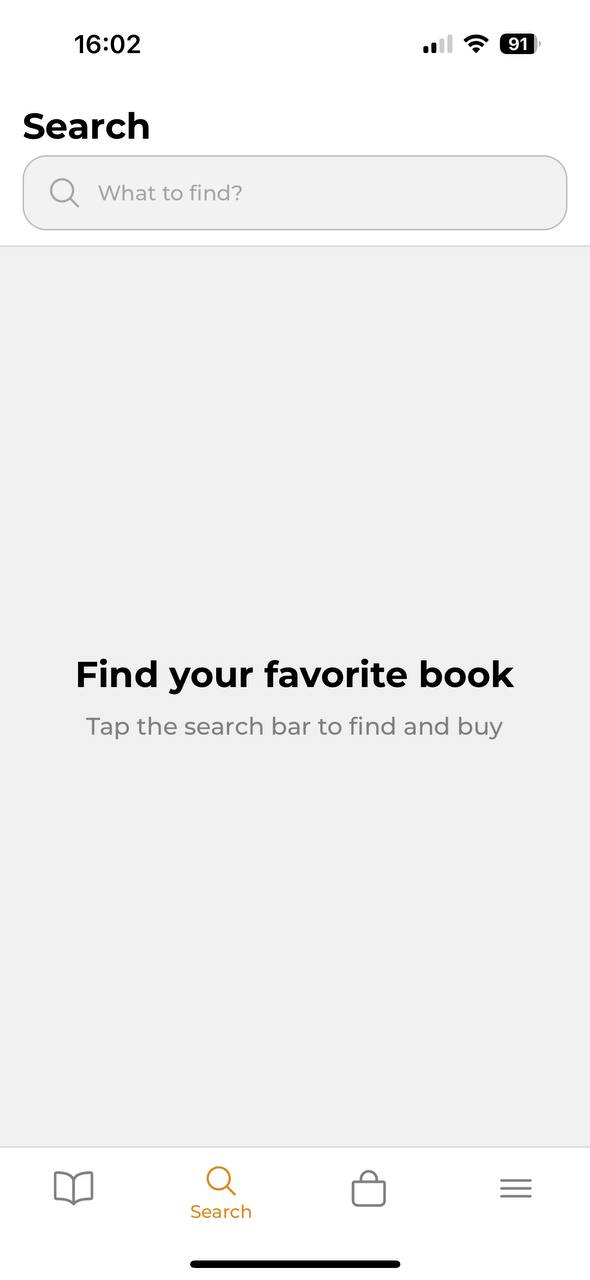 16:02
91
Search
What to find?
Find your favorite book
Tap the search bar to find and buy
Search